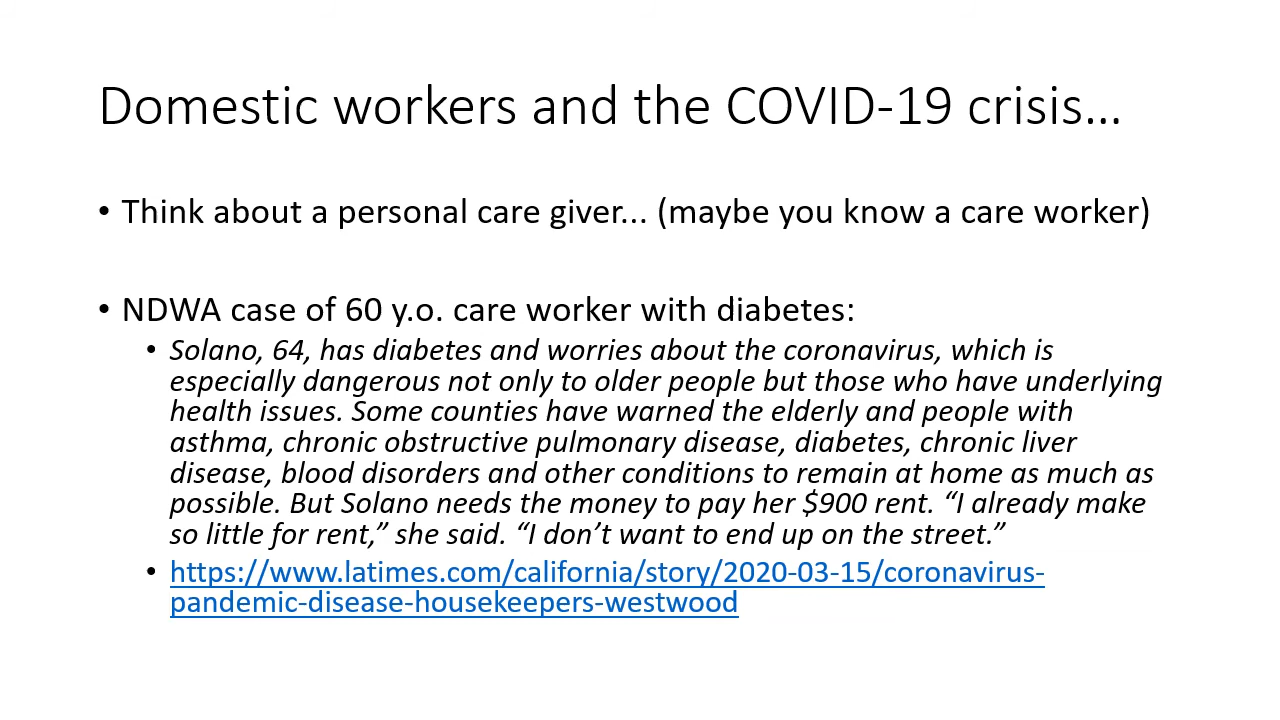 Domestic workers and the COVID-19 crisis...
• Think about a personal care giver... (maybe you know a care worker)
• NDWA case of 60 y.o. care worker with diabetes:
• Solano, 64, has diabetes and worries about the coronavirus, which is
especially dangerous not only to older people but those who have underlying
health issues. Some counties have warned the elderly and people with
asthma, chronic obstructive pulmonary disease, diabetes, chronic liver
disease, blood disorders and other conditions to remain at home as much as
possible. But Solano needs the money to pay her $900 rent. “I already make
so little for rent,” she said. “I don’t want to end up on the street.”
• https://www.latimes.com/california/story/2020-03-15/coronavirus-
pandemic-disease-housekeepers-westwood